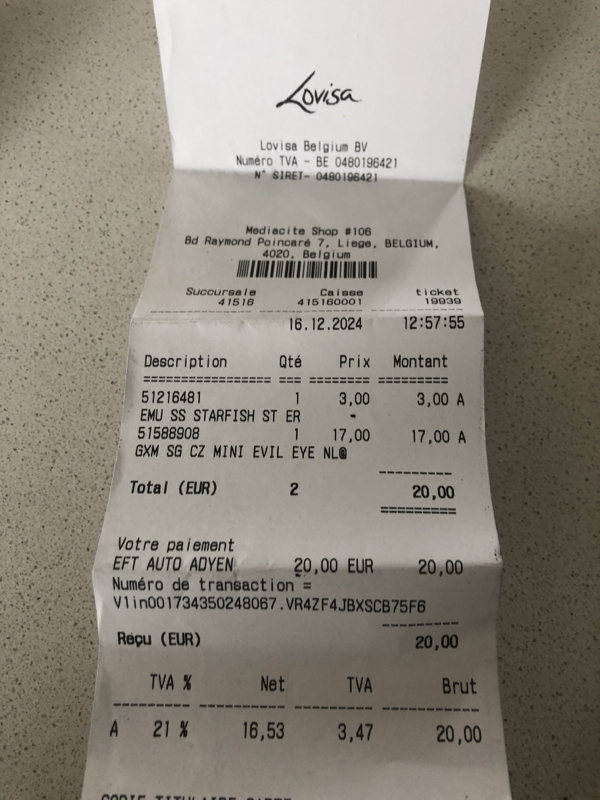 Lovisa
Lovisa Belgium BV
Numéro TVA - BE 0480196421
N° SIRET- 0480196421
Mediacite Shop #106
Bd Raymond Poincaré 7, Liege, BELGIUM,
4020, Belgium
Succursale Caisse ticket
41516 415160001 19939
16.12.2024 12:57:55
Description Qté Prix Montant
================= === ======== =========
51216481 1 3,00 3,00 A
EMU SS STARFISH ST ER -
51588908 1 17,00 17,00 A
GXM SG CZ MINI EVIL EYE NL@
Total (EUR) 2 20,00
=========
Votre paiement
EFT AUTO ADYEN 20,00 EUR 20,00
Numéro de transaction =
V1in001734350248067.VR4ZF4JBXSCB75F6
Reçu (EUR) 20,00
TVA % Net TVA Brut
A 21 % 16,53 3,47 20,00
COPIE TITULAIRE CARTE